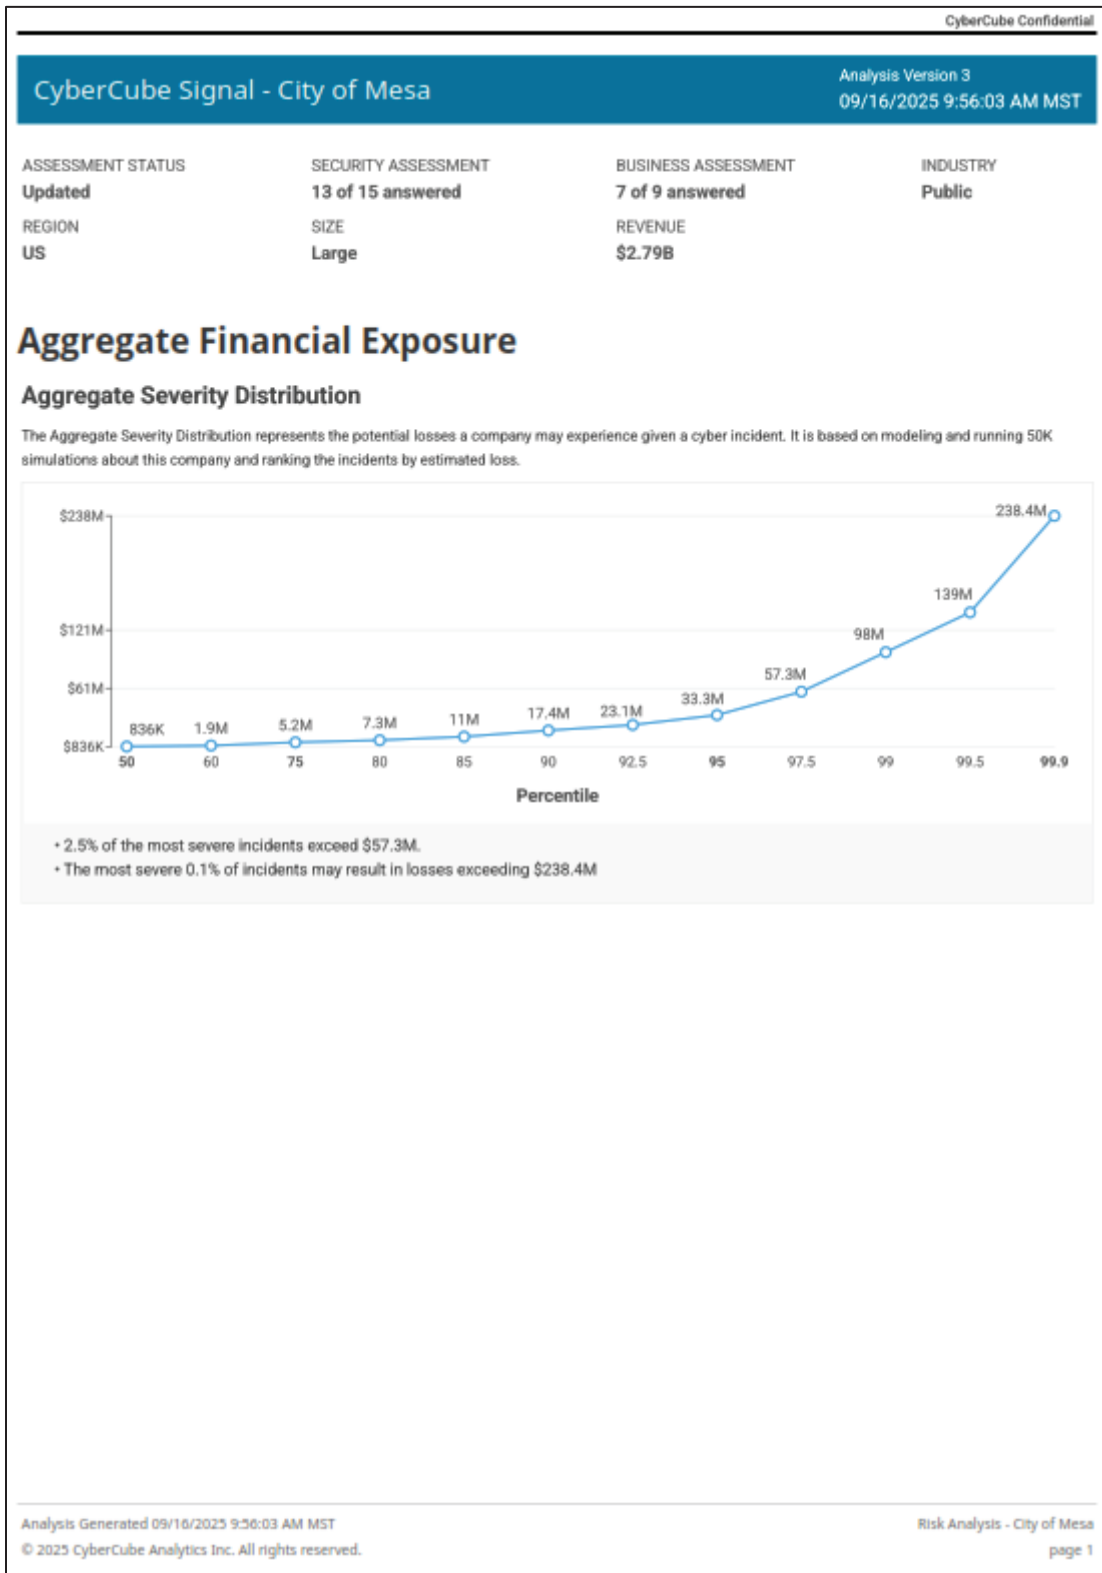 CyberCube Confidential
CyberCube Signal - City of Mesa
Analysis Version 3
09/16/2025 9:56:03 AM MST
ASSESSMENT STATUS SECURITY ASSESSMENT BUSINESS ASSESSMENT INDUSTRY
Updated 13 of 15 answered 7 of 9 answered Public
REGION SIZE REVENUE
US Large $2.79B
Aggregate Financial Exposure
Aggregate Severity Distribution
The Aggregate Severity Distribution represents the potential losses a company may experience given a cyber incident. It is based on modeling and running 50K
simulations about this company and ranking the incidents by estimated loss.
$238M 238.4M
139M
$121M 98M
$61M 57.3M
33.3M
836K 1.9M 5.2M 7.3M 11M 17.4M 23.1M
$836K
50 60 75 80 85 90 92.5 95 97.5 99 99.5 99.9
Percentile
• 2.5% of the most severe incidents exceed $57.3M.
• The most severe 0.1% of incidents may result in losses exceeding $238.4M
Analysis Generated 09/16/2025 9:56:03 AM MST Risk Analysis - City of Mesa
© 2025 CyberCube Analytics Inc. All rights reserved. page 1